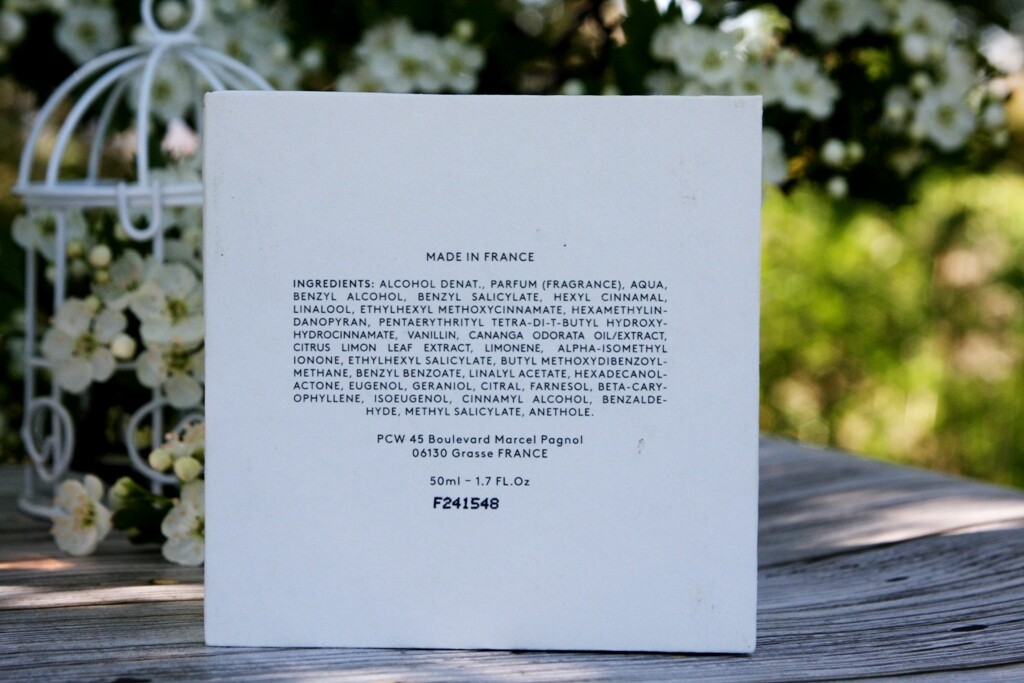 MADE IN FRANCE
INGREDIENTS: ALCOHOL DENAT., PARFUM (FRAGRANCE), AQUA,
BENZYL ALCOHOL, BENZYL SALICYLATE, HEXYL CINNAMAL,
LINALOOL, ETHYLHEXYL METHOXYCINNAMATE, HEXAMETHYLIN-
DANOPYRAN, PENTAERYTHRITYL TETRA-DI-T-BUTYL HYDROXY-
HYDROCINNAMATE, VANILLIN, CANANGA ODORATA OIL/EXTRACT,
CITRUS LIMON LEAF EXTRACT, LIMONENE, ALPHA-ISOMETHYL
IONONE, ETHYLHEXYL SALICYLATE, BUTYL METHOXYDIBENZOYL-
METHANE, BENZYL BENZOATE, LINALYL ACETATE, HEXADECANOL-
ACTONE, EUGENOL, GERANIOL, CITRAL, FARNESOL, BETA-CARY-
OPHYLLENE, ISOEUGENOL, CINNAMYL ALCOHOL, BENZALDE-
HYDE, METHYL SALICYLATE, ANETHOLE.
PCW 45 Boulevard Marcel Pagnol
06130 Grasse FRANCE
50ml – 1.7 FL.Oz
F241548